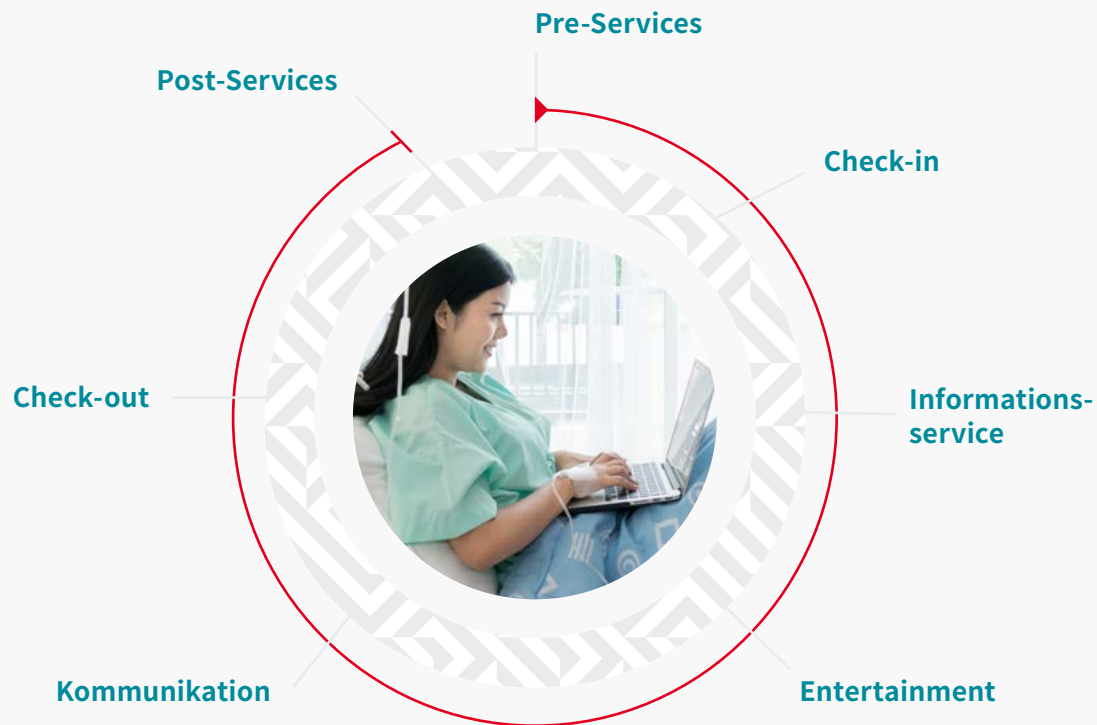 Pre-Services
Post-Services
Check-in
Check-out
Informations-
service
Kommunikation
Entertainment